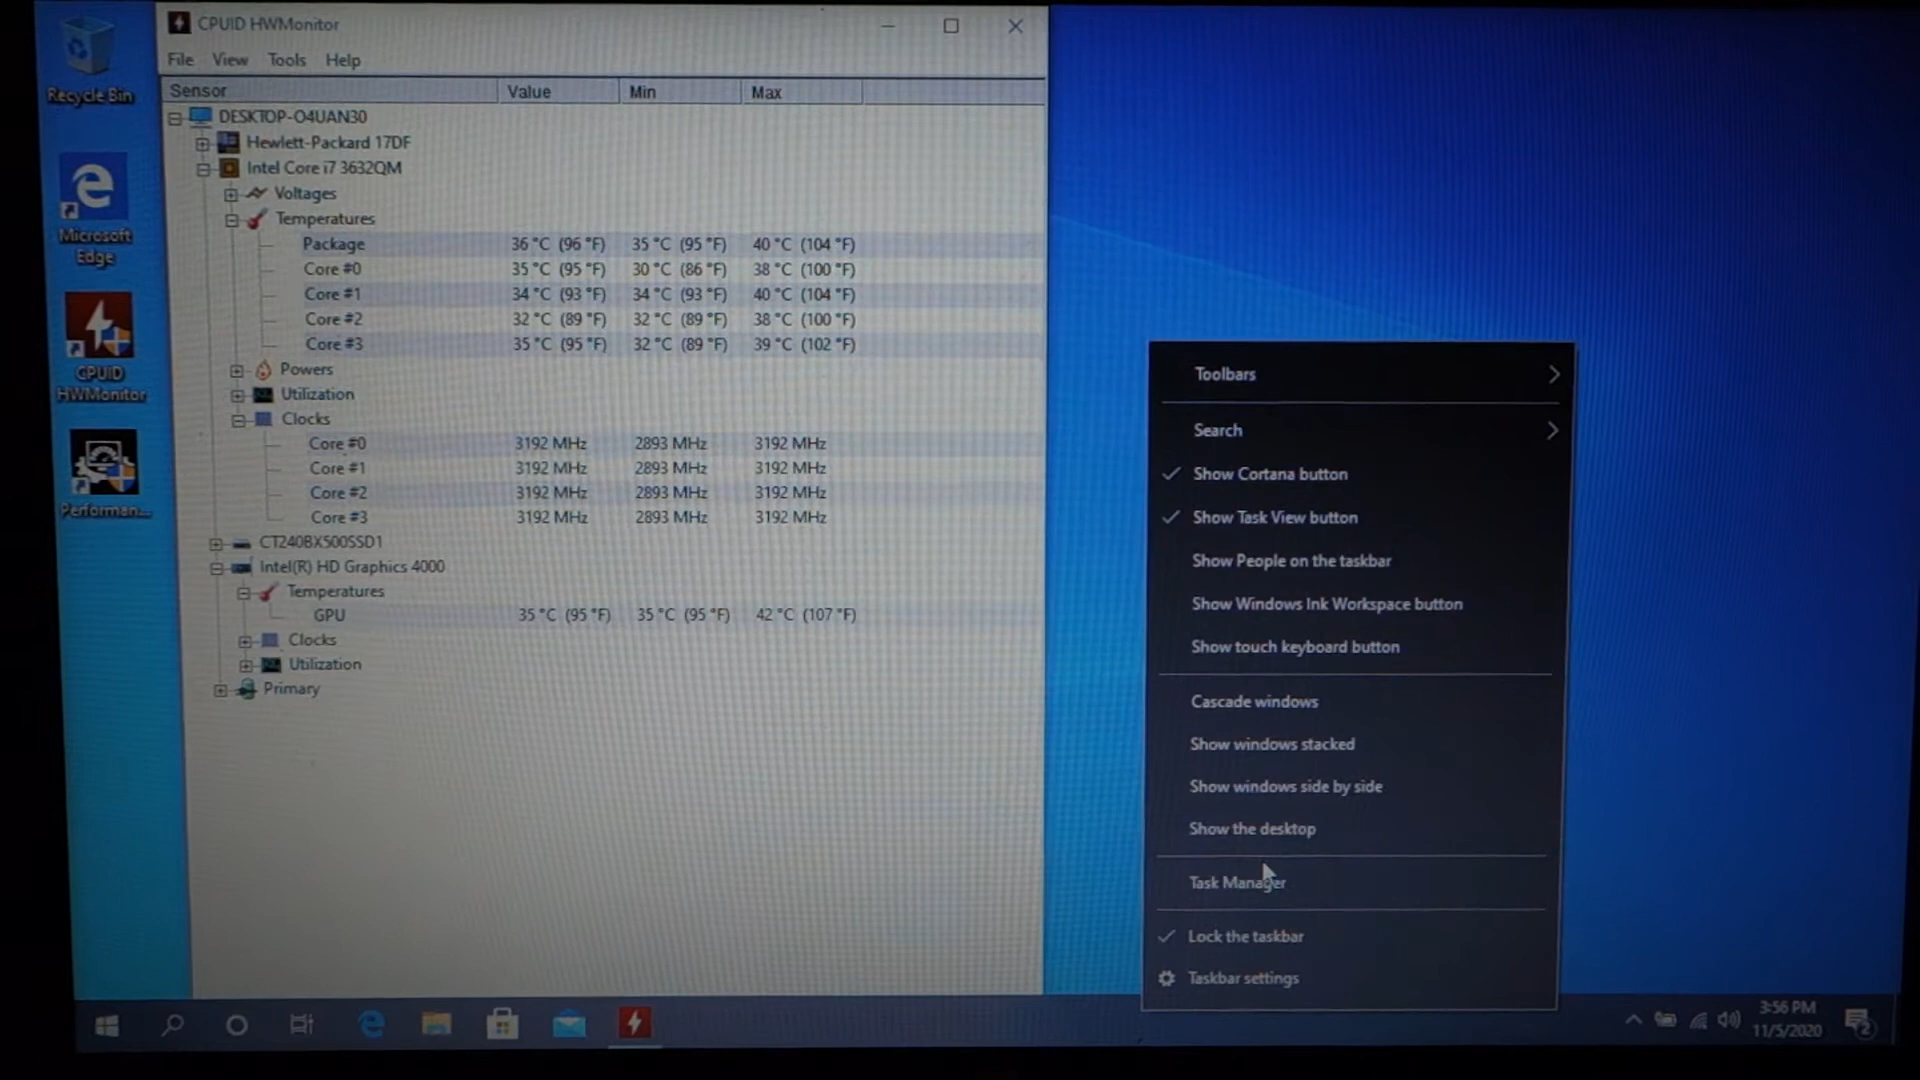 CPUID HWMonitor
File View Tools Help
Sensor Value Min Max
DESKTOP-O4UAN30
Hewlett-Packard 17DF
Intel Core i7 3632QM
Voltages
Temperatures
Package 36 °C (96 °F) 35 °C (95 °F) 40 °C (104 °F)
Core #0 35 °C (95 °F) 30 °C (86 °F) 38 °C (100 °F)
Core #1 34 °C (93 °F) 34 °C (93 °F) 40 °C (104 °F)
Core #2 32 °C (89 °F) 32 °C (89 °F) 38 °C (100 °F)
Core #3 35 °C (95 °F) 32 °C (89 °F) 39 °C (102 °F)
Powers
Utilization
Clocks
Core #0 3192 MHz 2893 MHz 3192 MHz
Core #1 3192 MHz 2893 MHz 3192 MHz
Core #2 3192 MHz 2893 MHz 3192 MHz
Core #3 3192 MHz 2893 MHz 3192 MHz
CT240BX500SSD1
Intel(R) HD Graphics 4000
Temperatures
GPU 35 °C (95 °F) 35 °C (95 °F) 42 °C (107 °F)
Clocks
Utilization
Primary
Recycle Bin
Microsoft
Edge
CPUID
HWMonitor
Performan...
Toolbars
Search
Show Cortana button
Show Task View button
Show People on the taskbar
Show Windows Ink Workspace button
Show touch keyboard button
Cascade windows
Show windows stacked
Show windows side by side
Show the desktop
Task Manager
Lock the taskbar
Taskbar settings
3:56 PM
11/5/2020
2